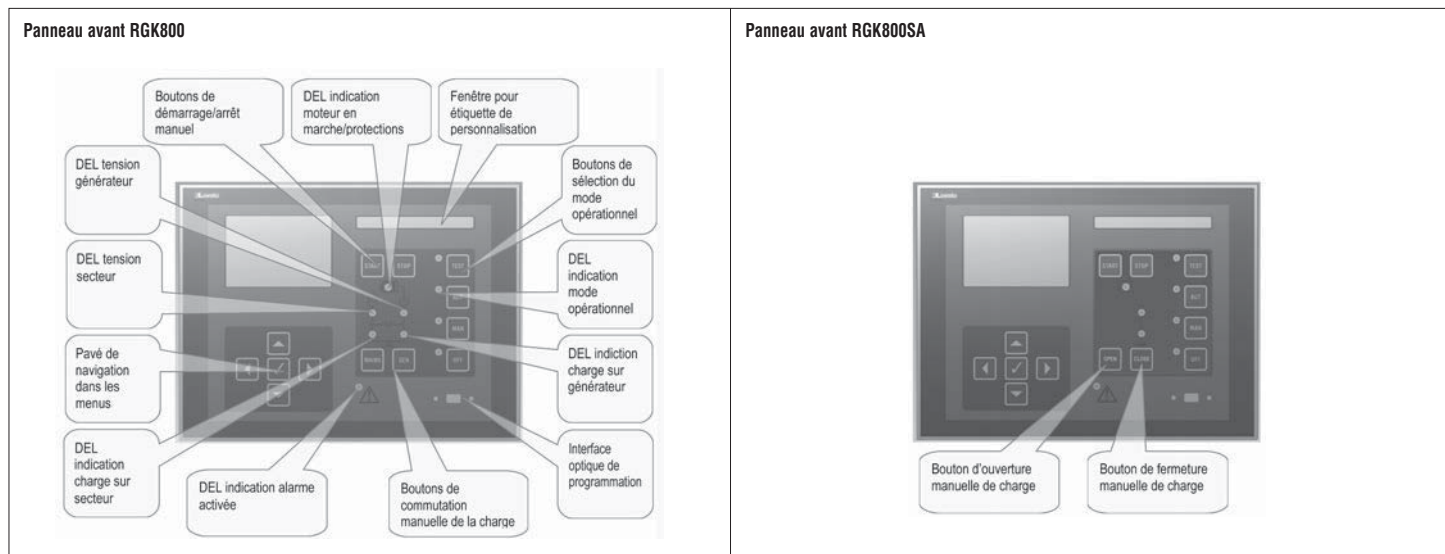 Panneau avant RGK800
Boutons de
démarrage/arrêt
manuel
DEL indication
moteur en
marche/protections
Fenêtre pour
étiquette de
personnalisation
DEL tension
générateur
Boutons de
sélection du
mode
opérationnel
DEL tension
secteur
DEL
indication
mode
opérationnel
Pavé de
navigation
dans les
menus
DEL indiction
charge sur
générateur
DEL
indication
charge sur
secteur
DEL indication alarme
activée
Boutons de
commutation
manuelle de la charge
Interface
optique de
programmation
Lovato
START
STOP
TEST
MAN
OFF
MAINS
GEN
Panneau avant RGK800SA
Lovato
START
STOP
TEST
AUT
MAN
OFF
OPEN
CLOSE
Bouton d'ouverture
manuelle de charge
Bouton de fermeture
manuelle de charge